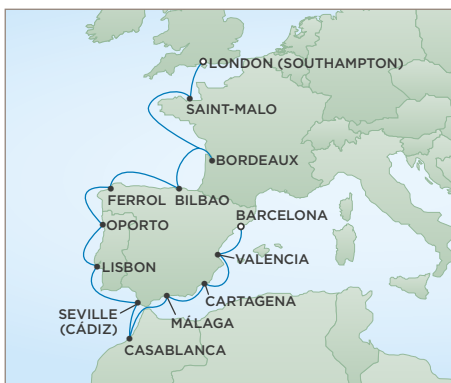 LONDON (SOUTHAMPTON)
SAINT-MALO
BORDEAUX
FERROL
BILBAO
BARCELONA
OPORTO
VALENCIA
LISBON
CARTAGENA
SEVILLE
(CÁDIZ)
MÁLAGA
CASABLANCA